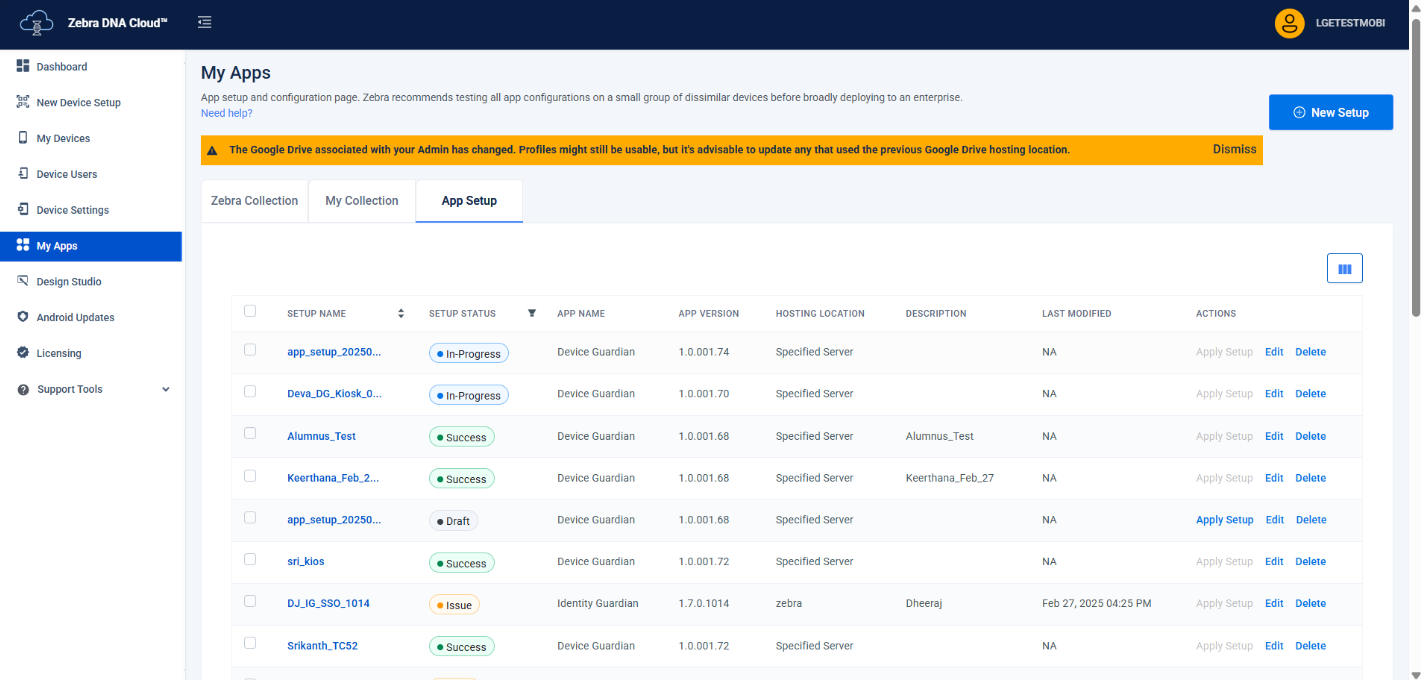 Zebra DNA Cloud™
LGETESTMOBI
Dashboard
New Device Setup
My Devices
Device Users
Device Settings
My Apps
Design Studio
Android Updates
Licensing
Support Tools
My Apps
App setup and configuration page. Zebra recommends testing all app configurations on a small group of dissimilar devices before broadly deploying to an enterprise.
Need help?
New Setup
The Google Drive associated with your Admin has changed. Profiles might still be usable, but it's advisable to update any that used the previous Google Drive hosting location. Dismiss
Zebra Collection My Collection App Setup
SETUP NAME SETUP STATUS APP NAME APP VERSION HOSTING LOCATION DESCRIPTION LAST MODIFIED ACTIONS
app_setup_20250... In-Progress Device Guardian 1.0.001.74 Specified Server NA Apply Setup Edit Delete
Deva_DG_Kiosk_0... In-Progress Device Guardian 1.0.001.70 Specified Server NA Apply Setup Edit Delete
Alumnus_Test Success Device Guardian 1.0.001.68 Specified Server Alumnus_Test NA Apply Setup Edit Delete
Keerthana_Feb_2... Success Device Guardian 1.0.001.68 Specified Server Keerthana_Feb_27 NA Apply Setup Edit Delete
app_setup_20250... Draft Device Guardian 1.0.001.68 Specified Server NA Apply Setup Edit Delete
sri_kios Success Device Guardian 1.0.001.72 Specified Server NA Apply Setup Edit Delete
DJ_IG_SSO_1014 Issue Identity Guardian 1.7.0.1014 zebra Dheeraj Feb 27, 2025 04:25 PM Apply Setup Edit Delete
Srikanth_TC52 Success Device Guardian 1.0.001.72 Specified Server NA Apply Setup Edit Delete